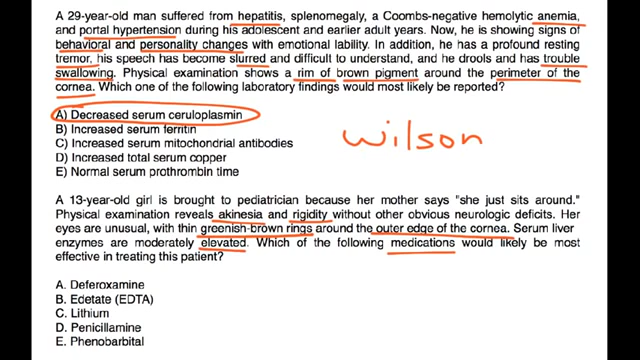 A 29-year-old man suffered from hepatitis, splenomegaly, a Coombs-negative hemolytic anemia,
and portal hypertension during his adolescent and earlier adult years. Now, he is showing signs of
behavioral and personality changes with emotional lability. In addition, he has a profound resting
tremor, his speech has become slurred and difficult to understand, and he drools and has trouble
swallowing. Physical examination shows a rim of brown pigment around the perimeter of the
cornea. Which one of the following laboratory findings would most likely be reported?
A) Decreased serum ceruloplasmin
B) Increased serum ferritin
C) Increased serum mitochondrial antibodies
D) Increased total serum copper
E) Normal serum prothrombin time
wilson
A 13-year-old girl is brought to pediatrician because her mother says "she just sits around."
Physical examination reveals akinesia and rigidity without other obvious neurologic deficits. Her
eyes are unusual, with thin greenish-brown rings around the outer edge of the cornea. Serum liver
enzymes are moderately elevated. Which of the following medications would likely be most
effective in treating this patient?
A. Deferoxamine
B. Edetate (EDTA)
C. Lithium
D. Penicillamine
E. Phenobarbital